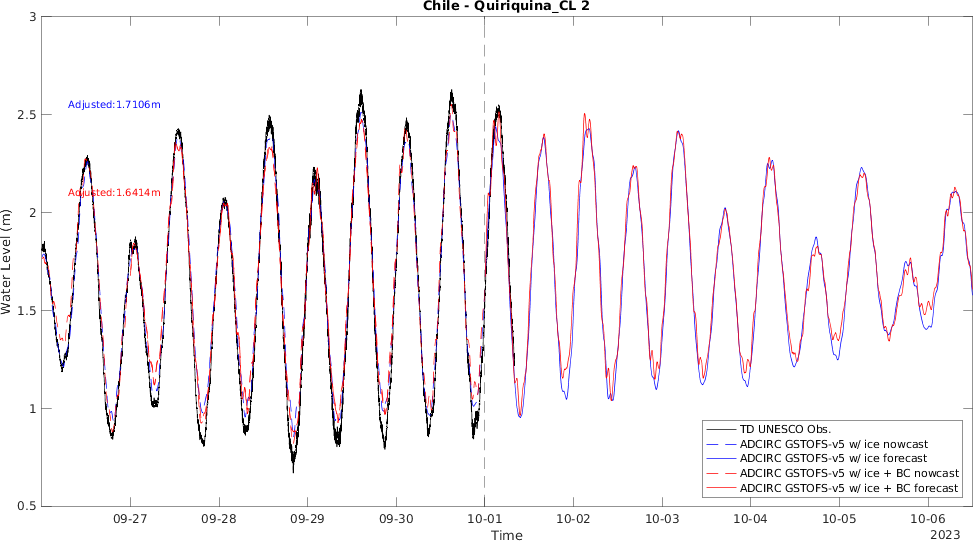 Chile - Quiriquina_CL 2
3
2.5
2
1.5
1
0.5
Water Level (m)
Adjusted:1.7106m
Adjusted:1.6414m
TD UNESCO Obs.
ADCIRC GSTOFS-v5 w/ ice nowcast
ADCIRC GSTOFS-v5 w/ ice forecast
ADCIRC GSTOFS-v5 w/ ice + BC nowcast
ADCIRC GSTOFS-v5 w/ ice + BC forecast
09-27 09-28 09-29 09-30 10-01 10-02 10-03 10-04 10-05 10-06
2023
Time